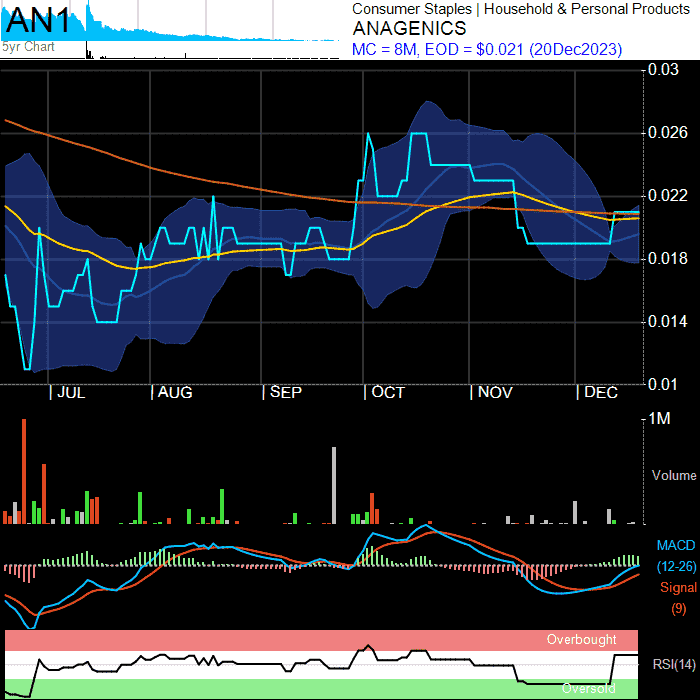 AN1
5yr Chart
Consumer Staples | Household & Personal Products
ANAGENICS
MC = 8M, EOD = $0.021 (20Dec2023)
0.03
0.026
0.022
0.018
0.014
0.01
| JUL | AUG | SEP | OCT | NOV | DEC
1M
Volume
MACD
(12-26)
Signal
(9)
Overbought
RSI(14)
Oversold